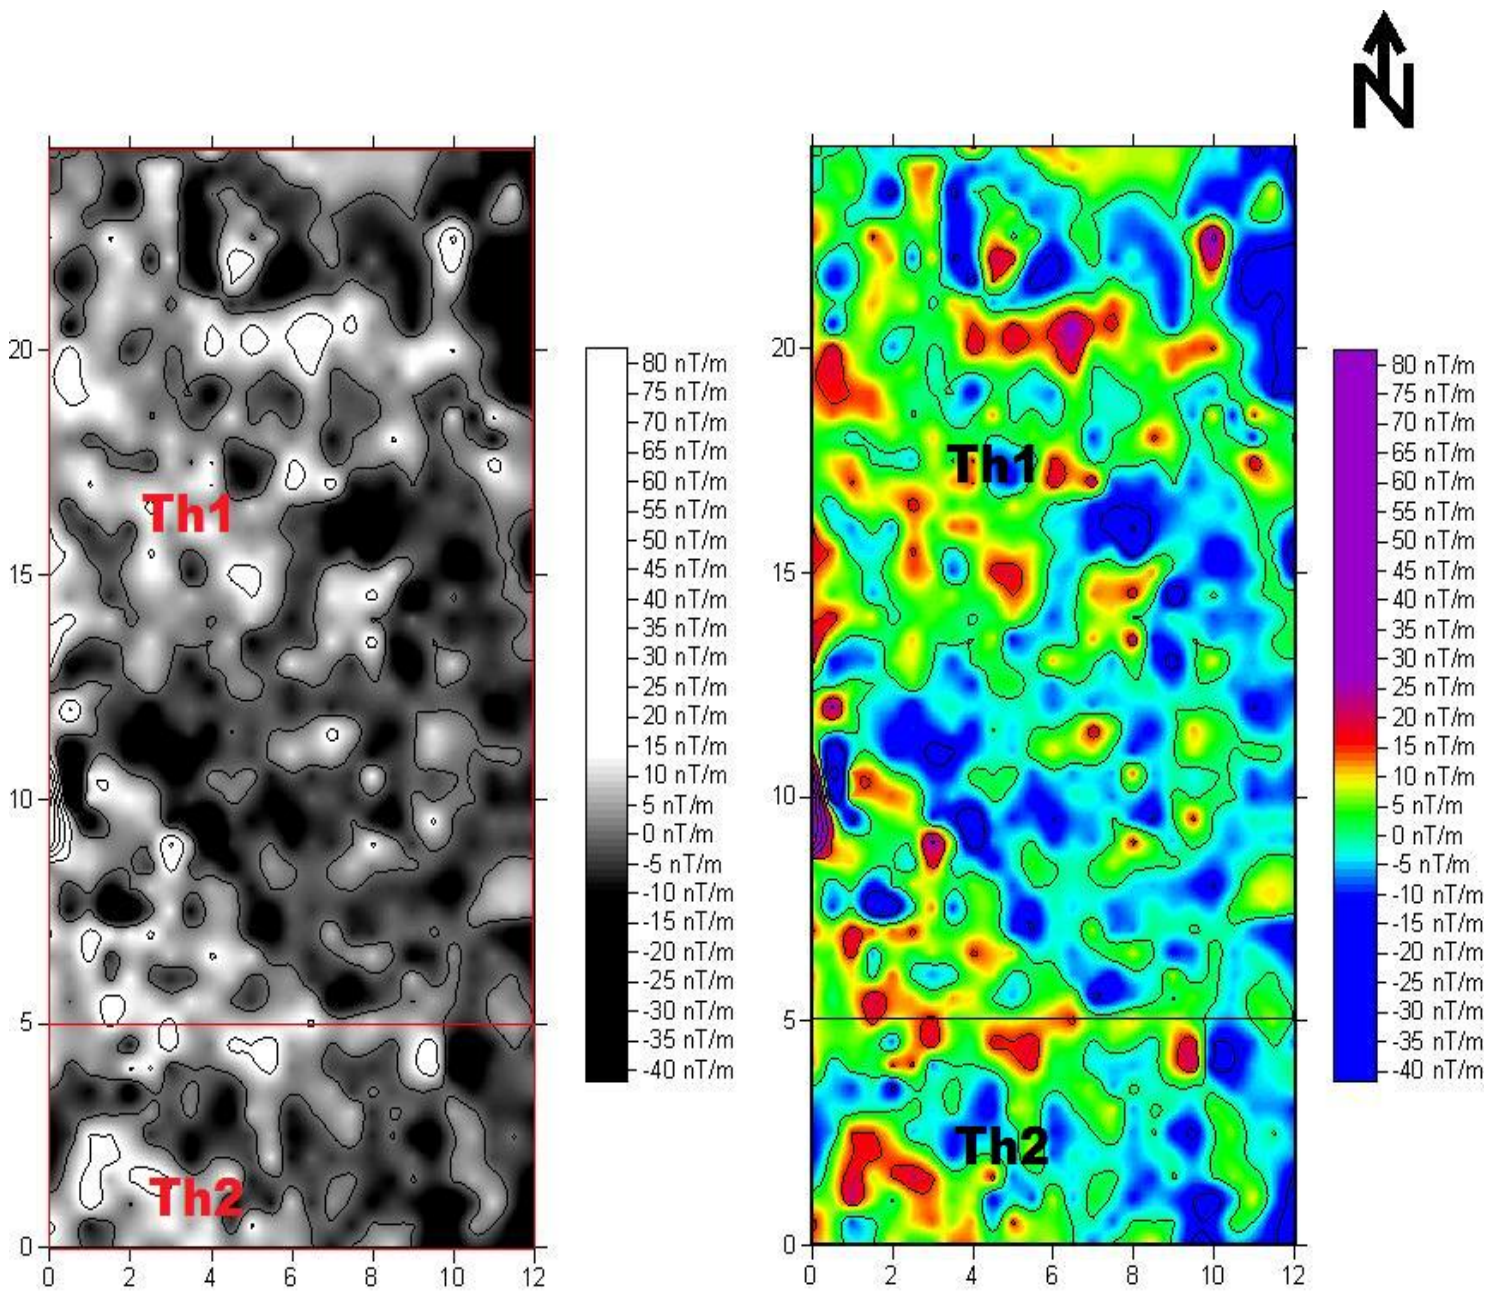 N
20
15
10
5
0
0 2 4 6 8 10 12
Th1
Th2
80 nT/m
75 nT/m
70 nT/m
65 nT/m
60 nT/m
55 nT/m
50 nT/m
45 nT/m
40 nT/m
35 nT/m
30 nT/m
25 nT/m
20 nT/m
15 nT/m
10 nT/m
5 nT/m
0 nT/m
-5 nT/m
-10 nT/m
-15 nT/m
-20 nT/m
-25 nT/m
-30 nT/m
-35 nT/m
-40 nT/m
20
15
10
5
0
0 2 4 6 8 10 12
Th1
Th2
80 nT/m
75 nT/m
70 nT/m
65 nT/m
60 nT/m
55 nT/m
50 nT/m
45 nT/m
40 nT/m
35 nT/m
30 nT/m
25 nT/m
20 nT/m
15 nT/m
10 nT/m
5 nT/m
0 nT/m
-5 nT/m
-10 nT/m
-15 nT/m
-20 nT/m
-25 nT/m
-30 nT/m
-35 nT/m
-40 nT/m